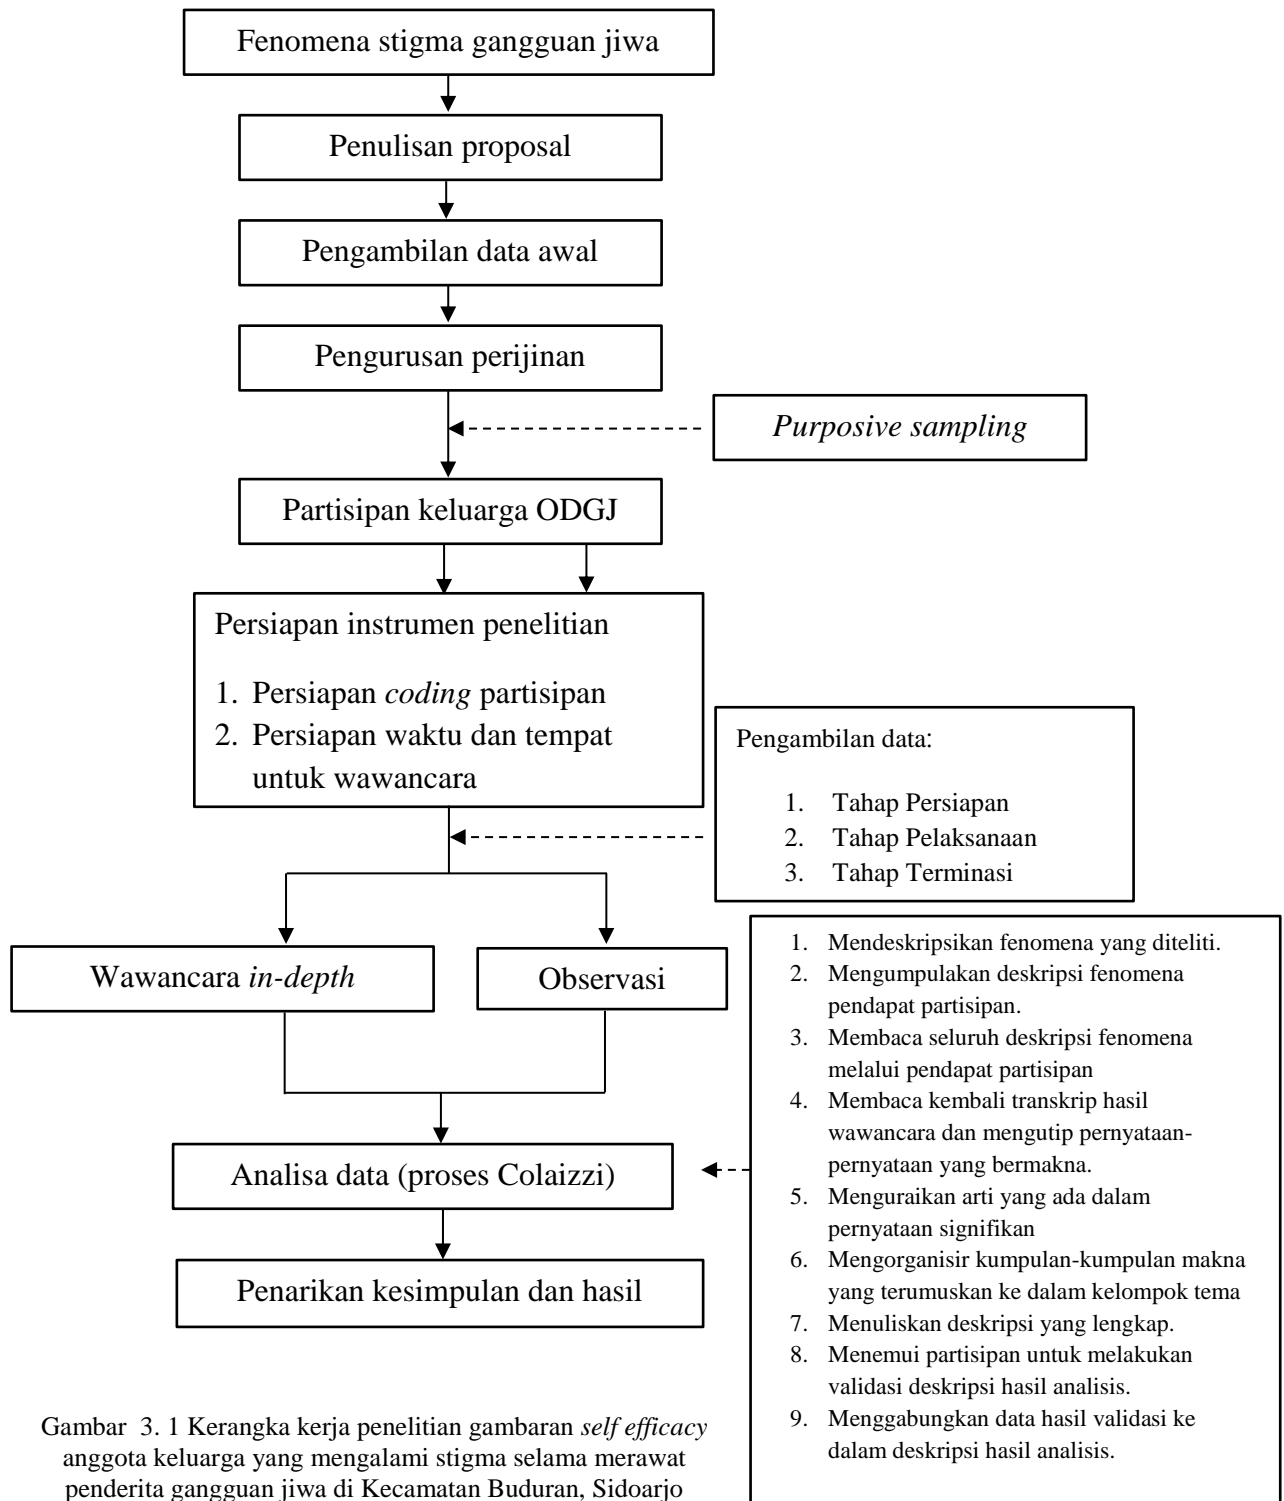 Fenomena stigma gangguan jiwa
Penulisan proposal
Pengambilan data awal
Pengurusan perijinan
Purposive sampling
Partisipan keluarga ODGJ
Persiapan instrumen penelitian
1. Persiapan coding partisipan
2. Persiapan waktu dan tempat
untuk wawancara
Pengambilan data:
1. Tahap Persiapan
2. Tahap Pelaksanaan
3. Tahap Terminasi
Wawancara in-depth
Observasi
Analisa data (proses Colaizzi)
1. Mendeskripsikan fenomena yang diteliti.
2. Mengumpulakan deskripsi fenomena
pendapat partisipan.
3. Membaca seluruh deskripsi fenomena
melalui pendapat partisipan
4. Membaca kembali transkrip hasil
wawancara dan mengutip pernyataan-
pernyataan yang bermakna.
5. Menguraikan arti yang ada dalam
pernyataan signifikan
6. Mengorganisir kumpulan-kumpulan makna
yang terumuskan ke dalam kelompok tema
7. Menuliskan deskripsi yang lengkap.
8. Menemui partisipan untuk melakukan
validasi deskripsi hasil analisis.
9. Menggabungkan data hasil validasi ke
dalam deskripsi hasil analisis.
Penarikan kesimpulan dan hasil
Gambar 3. 1 Kerangka kerja penelitian gambaran self efficacy
anggota keluarga yang mengalami stigma selama merawat
penderita gangguan jiwa di Kecamatan Buduran, Sidoarjo